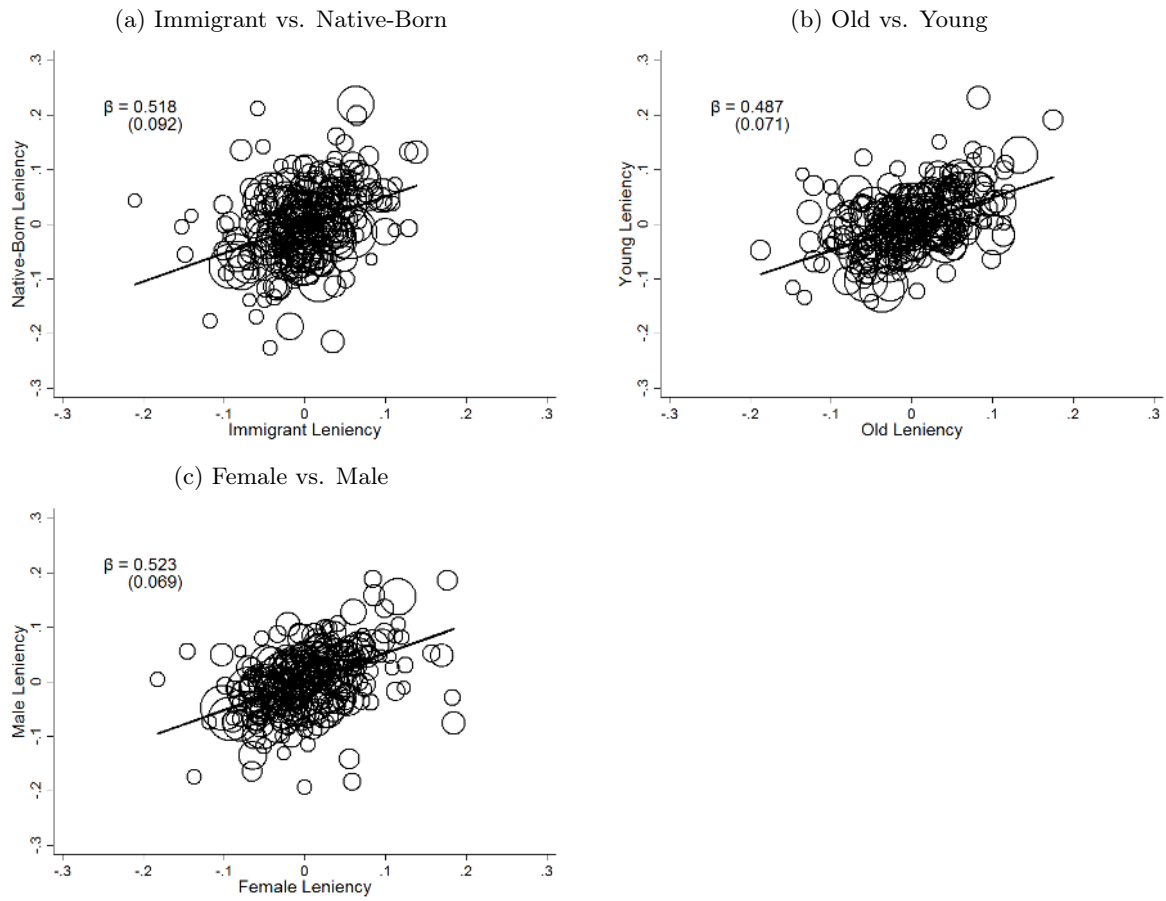 (a) Immigrant vs. Native-Born
.3
.2
.1
0
-.1
-.2
-.3
Native-Born Leniency
β = 0.518
(0.092)
-.3 -.2 -.1 0 .1 .2 .3
Immigrant Leniency
(b) Old vs. Young
.3
.2
.1
0
-.1
-.2
-.3
Young Leniency
β = 0.487
(0.071)
-.3 -.2 -.1 0 .1 .2 .3
Old Leniency
(c) Female vs. Male
.3
.2
.1
0
-.1
-.2
-.3
Male Leniency
β = 0.523
(0.069)
-.3 -.2 -.1 0 .1 .2 .3
Female Leniency